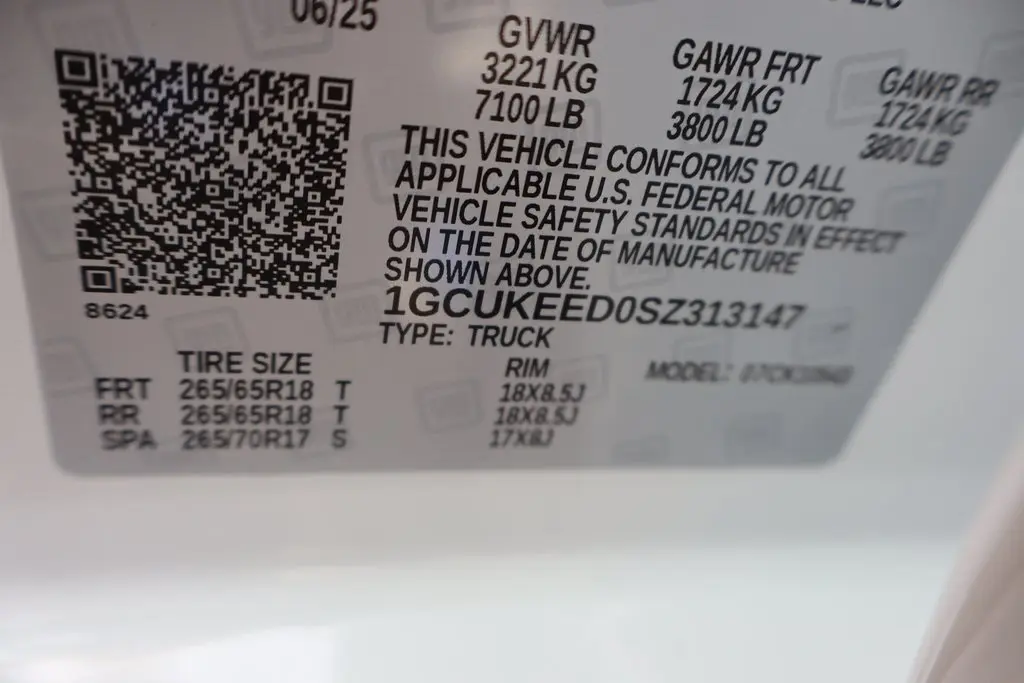 06/25 LLC
GVWR GAWR FRT GAWR RR
3221 KG 1724 KG 1724 KG
7100 LB 3800 LB 3800 LB
THIS VEHICLE CONFORMS TO ALL
APPLICABLE U.S. FEDERAL MOTOR
VEHICLE SAFETY STANDARDS IN EFFECT
ON THE DATE OF MANUFACTURE
SHOWN ABOVE.
8624
1GCUKEED0SZ313147
TYPE: TRUCK
TIRE SIZE RIM MODEL:
FRT 265/65R18 T 18X8.5J
RR 265/65R18 T 18X8.5J
SPA 265/70R17 S 17X8J